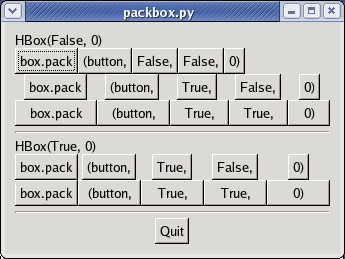 packbox.py
HBox(False, 0)
box.pack (button, False, False, 0)
box.pack (button, True, False, 0)
box.pack (button, True, True, 0)
HBox(True, 0)
box.pack (button, True, False, 0)
box.pack (button, True, True, 0)
Quit